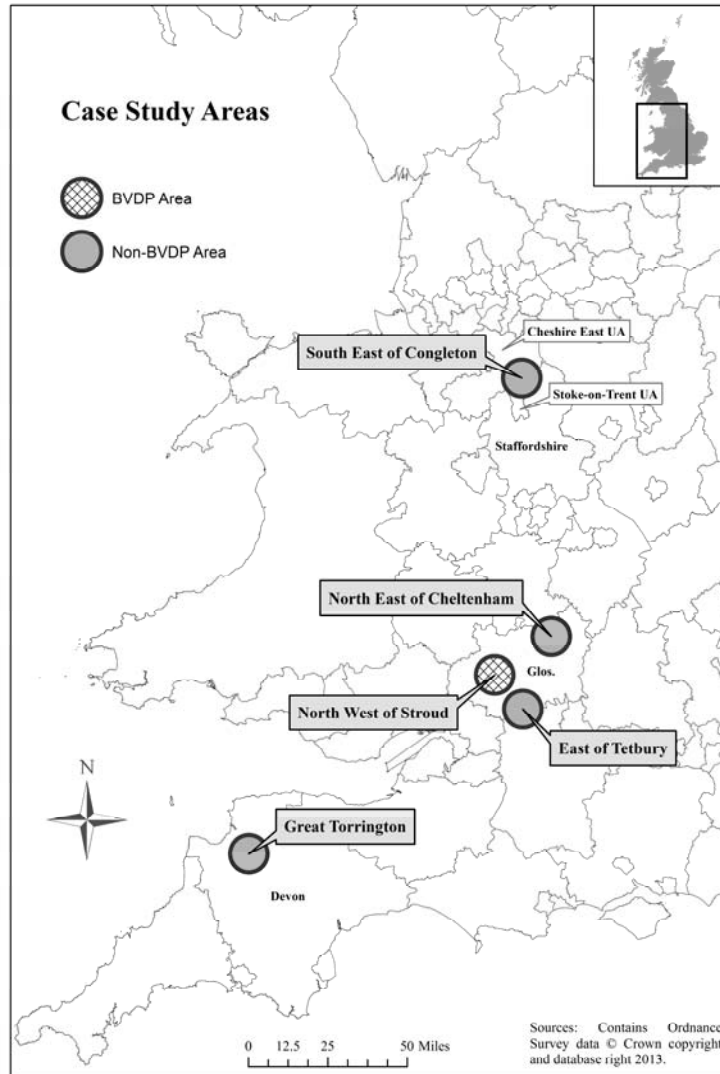 Case Study Areas
BVDP Area
Non-BVDP Area
Cheshire East UA
South East of Congleton
Stoke-on-Trent UA
Staffordshire
North East of Cheltenham
Glos.
North West of Stroud
East of Tetbury
N
Great Torrington
Devon
0 12.5 25 50 Miles
Sources: Contains Ordnance
Survey data © Crown copyright
and database right 2013.